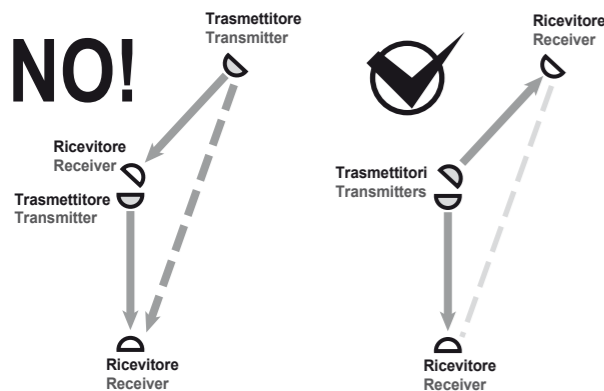 NO!
Trasmettitore
Transmitter
Ricevitore
Receiver
Trasmettitore
Transmitter
Ricevitore
Receiver
Ricevitore
Receiver
Trasmettitori
Transmitters
Ricevitore
Receiver